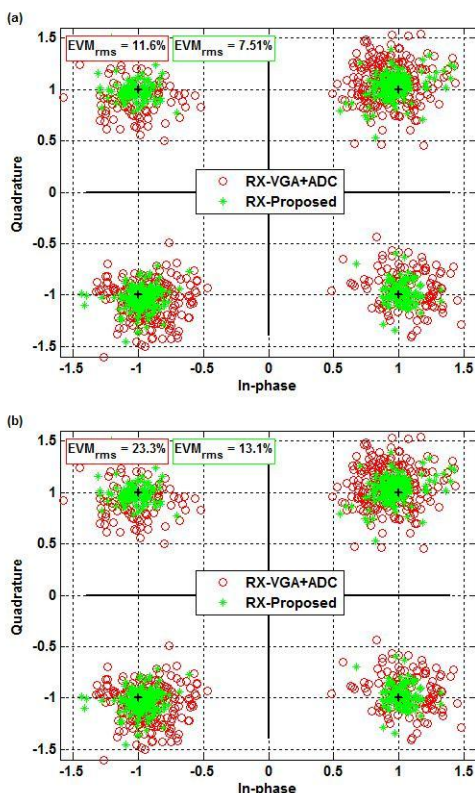 (a)
EVMrms = 11.6% EVMrms = 7.51%
1.5
1
0.5
0
-0.5
-1
-1.5
Quadrature
RX-VGA+ADC
RX-Proposed
-1.5 -1 -0.5 0 0.5 1 1.5
In-phase
(b)
EVMrms = 23.3% EVMrms = 13.1%
1.5
1
0.5
0
-0.5
-1
-1.5
Quadrature
RX-VGA+ADC
RX-Proposed
-1.5 -1 -0.5 0 0.5 1 1.5
In-phase